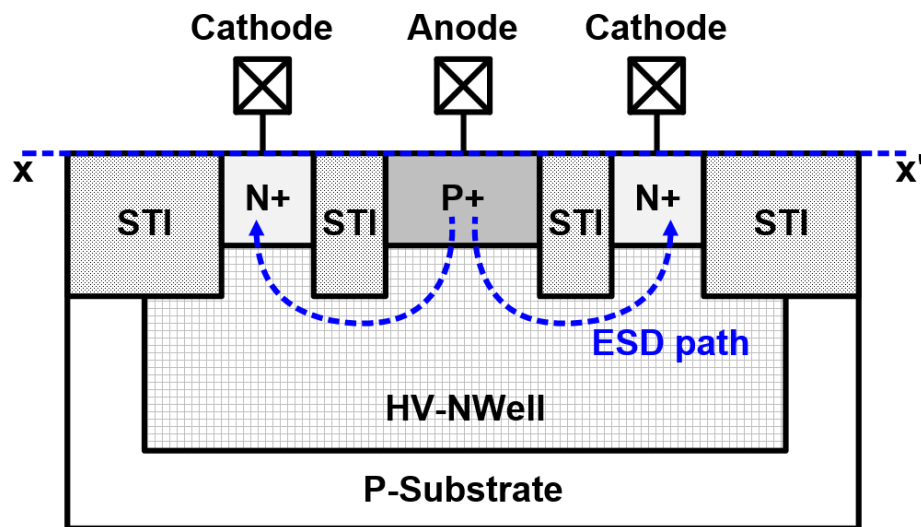 Cathode Anode Cathode
X X'
N+ P+ N+
STI STI STI STI
ESD path
HV-NWell
P-Substrate